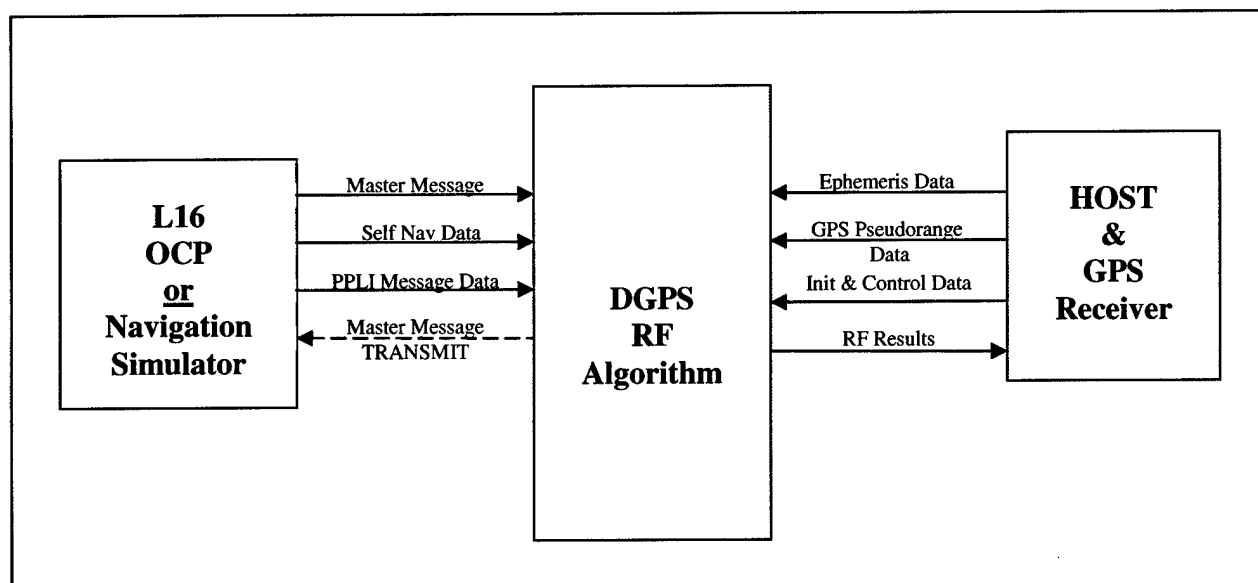 L16
OCP
or
Navigation
Simulator
Master Message
Self Nav Data
PPLI Message Data
Master Message
TRANSMIT
DGPS
RF
Algorithm
Ephemeris Data
GPS Pseudorange
Data
Init & Control Data
RF Results
HOST
&
GPS
Receiver